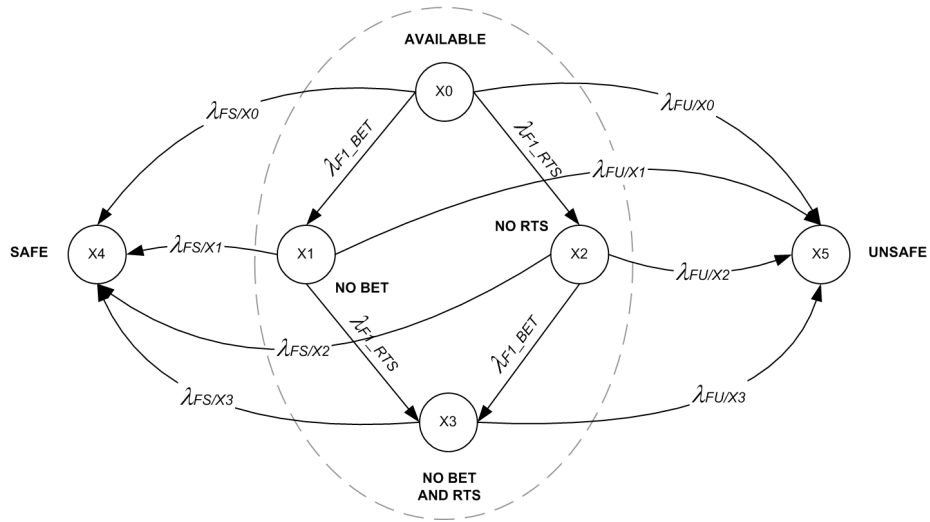 AVAILABLE
X0
λFS/X0
λFU/X0
λF1_BET
λF1_RTS
λFU/X1
SAFE
X4
λFS/X1
X1
NO RTS
X2
λFU/X2
X5
UNSAFE
NO BET
λFS/X2
λF1_RTS
λF1_BET
λFS/X3
λFU/X3
X3
NO BET
AND RTS